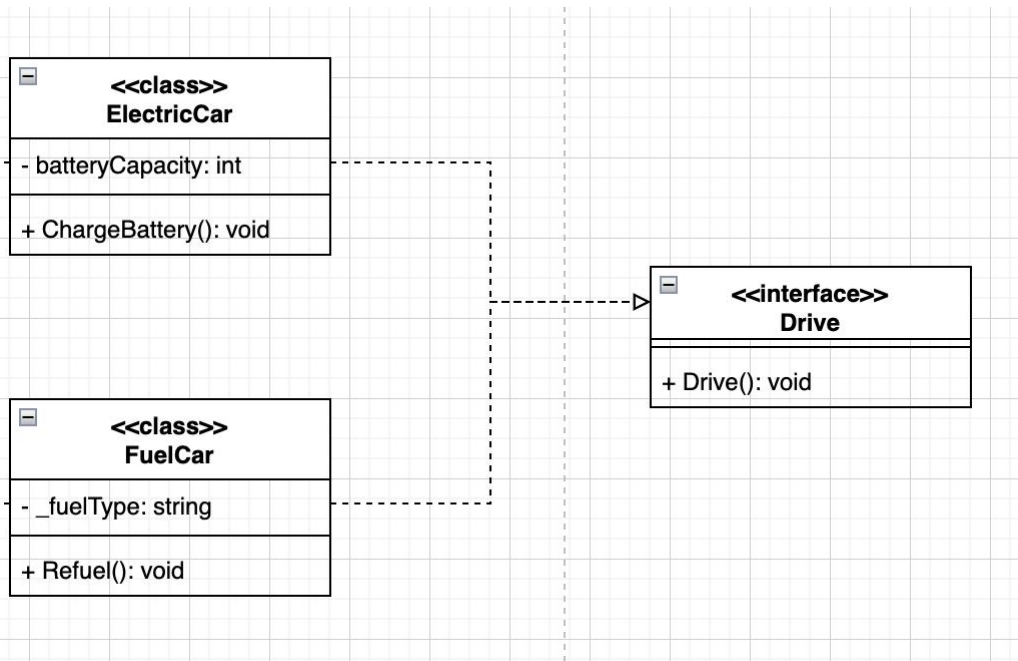 <<class>>
ElectricCar
- batteryCapacity: int
+ ChargeBattery(): void
<<interface>>
Drive
+ Drive(): void
<<class>>
FuelCar
- _fuelType: string
+ Refuel(): void